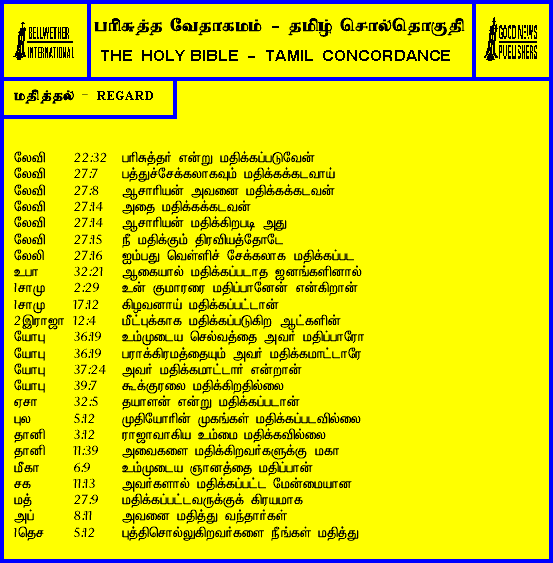 BELLWETHER
INTERNATIONAL
பரிசுத்த வேதாகமம் - தமிழ் சொல்தொகுதி
THE HOLY BIBLE - TAMIL CONCORDANCE
GOOD NEWS
PUBLISHERS
மதித்தல் - REGARD
லேவி 22:32 பரிசுத்தர் என்று மதிக்கப்படுவேன்
லேவி 27:7 பத்துச்சேக்கலாகவும் மதிக்கக்கடவாய்
லேவி 27:8 ஆசாரியன் அவனை மதிக்கக்கடவன்
லேவி 27:14 அதை மதிக்கக்கடவன்
லேவி 27:14 ஆசாரியன் மதிக்கிறபடி அது
லேவி 27:15 நீ மதிக்கும் திரவியத்தோடே
லேலி 27:16 ஐம்பது வெள்ளிச் சேக்கலாக மதிக்கப்பட
உபா 32:21 ஆகையால் மதிக்கப்படாத ஜனங்களினால்
1சாமு 2:29 உன் குமாரரை மதிப்பானேன் என்கிறான்
1சாமு 17:12 கிழவனாய் மதிக்கப்பட்டான்
2இராஜா 12:4 மீட்புக்காக மதிக்கப்படுகிற ஆட்களின்
யோபு 36:19 உம்முடைய செல்வத்தை அவர் மதிப்பாரோ
யோபு 36:19 பராக்கிரமத்தையும் அவர் மதிக்கமாட்டாரே
யோபு 37:24 அவர் மதிக்கமாட்டார் என்றான்
யோபு 39:7 கூக்குரலை மதிக்கிறதில்லை
ஏசா 32:5 தயாளன் என்று மதிக்கப்படான்
புல 5:12 முதியோரின் முகங்கள் மதிக்கப்படவில்லை
தானி 3:12 ராஜாவாகிய உம்மை மதிக்கவில்லை
தானி 11:39 அவைகளை மதிக்கிறவர்களுக்கு மகா
மீகா 6:9 உம்முடைய ஞானத்தை மதிப்பான்
சக 11:13 அவர்களால் மதிக்கப்பட்ட மேன்மையான
மத் 27:9 மதிக்கப்பட்டவருக்குக் கிரயமாக
அப் 8:11 அவனை மதித்து வந்தார்கள்
1தெச 5:12 புத்திசொல்லுகிறவர்களை நீங்கள் மதித்து